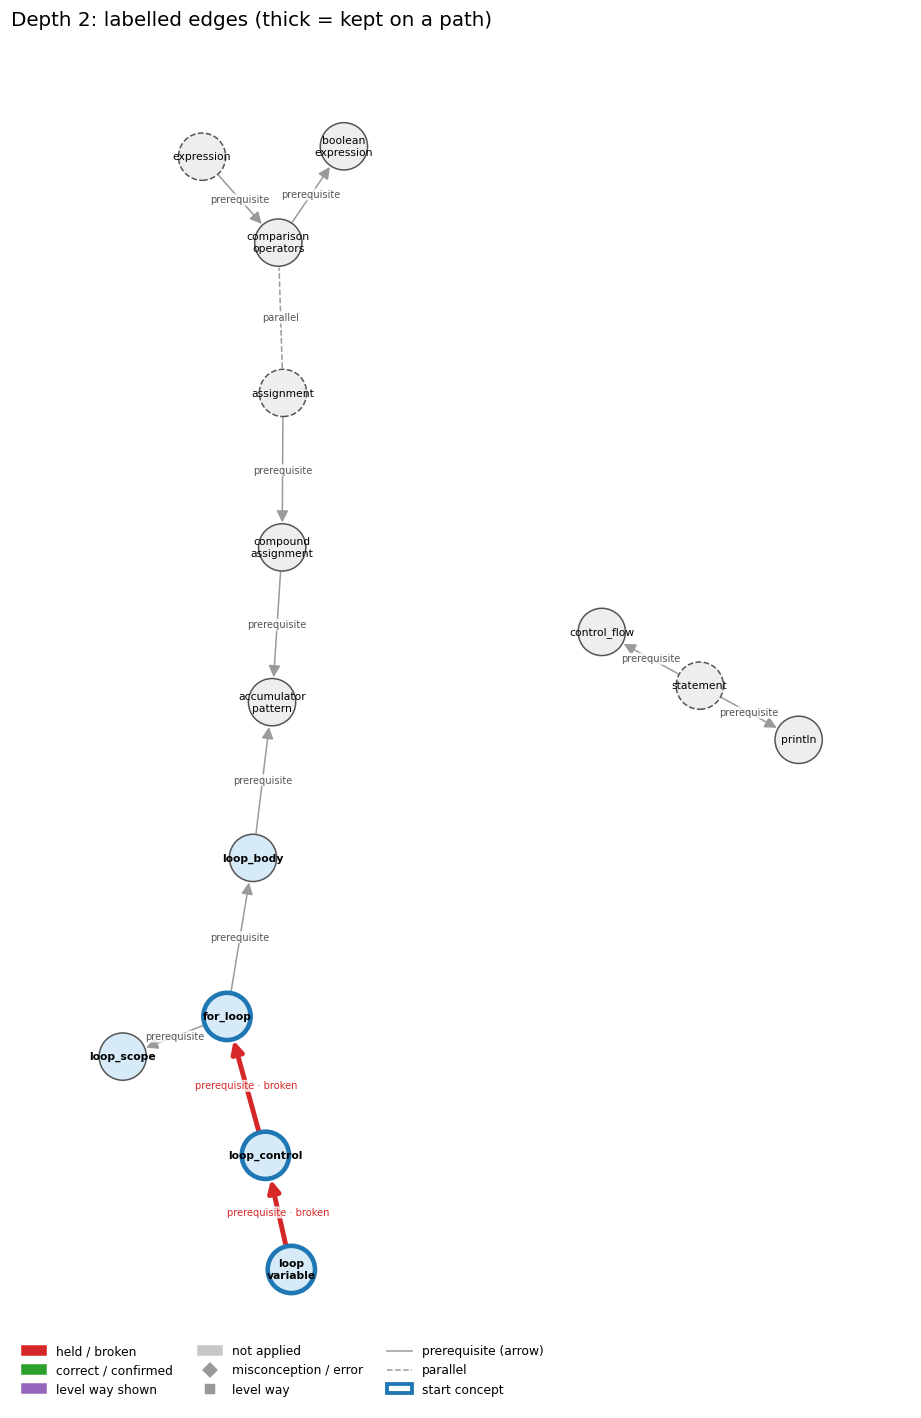 Depth 2: labelled edges (thick = kept on a path)
boolean
expression
expression
prerequisite
prerequisite
comparison
operators
parallel
assignment
prerequisite
compound
assignment
prerequisite
control_flow
prerequisite
statement
accumulator
pattern
prerequisite
println
prerequisite
loop_body
prerequisite
for_loop
prerequisite
loop_scope
prerequisite · broken
loop_control
prerequisite · broken
loop
variable
held / broken
correct / confirmed
level way shown
not applied
misconception / error
level way
prerequisite (arrow)
parallel
start concept